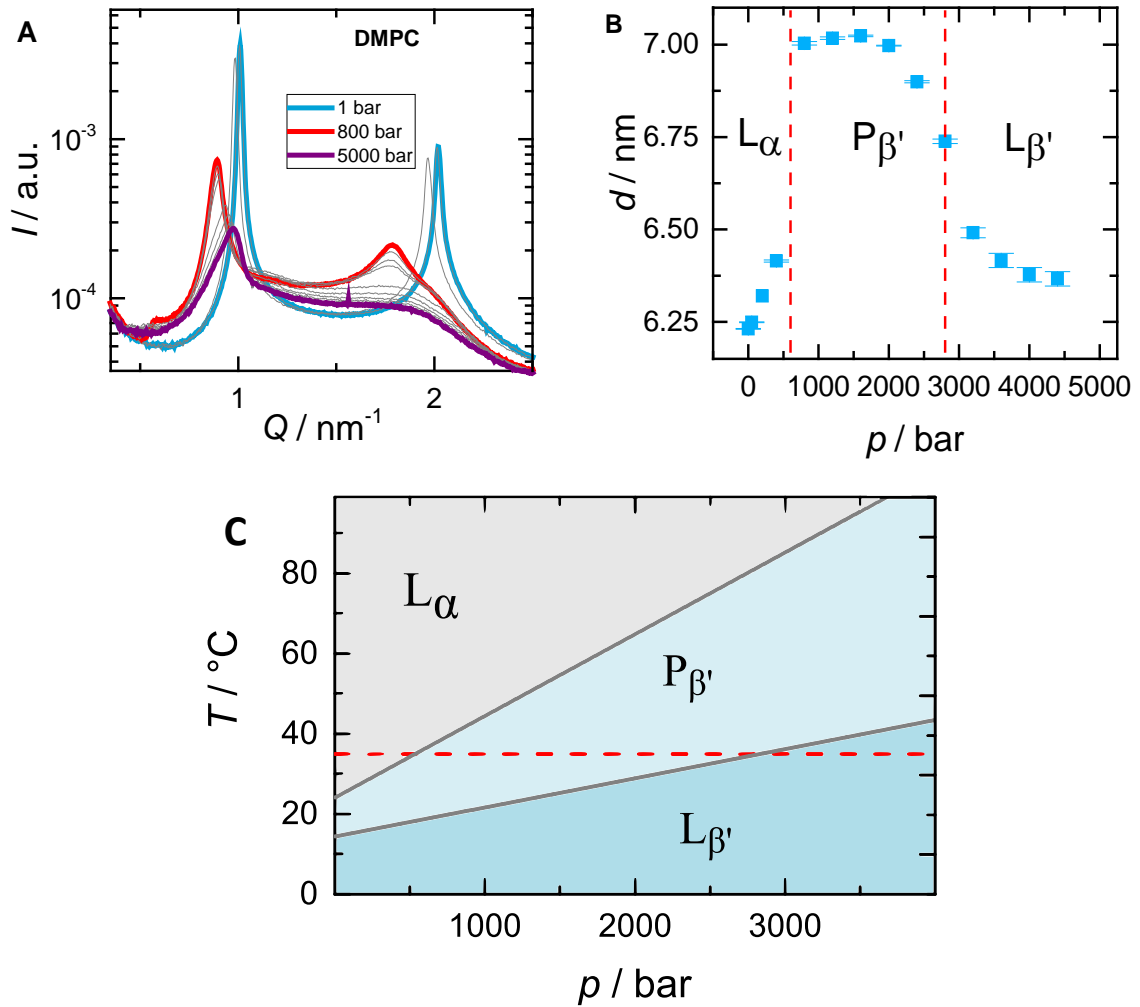 A
DMPC
1 bar
800 bar
5000 bar
10⁻³
10⁻⁴
I / a.u.
1 2
Q / nm⁻¹
B
7.00
6.75
6.50
6.25
d / nm
Lα Pβ' Lβ'
0 1000 2000 3000 4000 5000
p / bar
C
80
60
40
20
0
T / °C
Lα
Pβ'
Lβ'
1000 2000 3000
p / bar